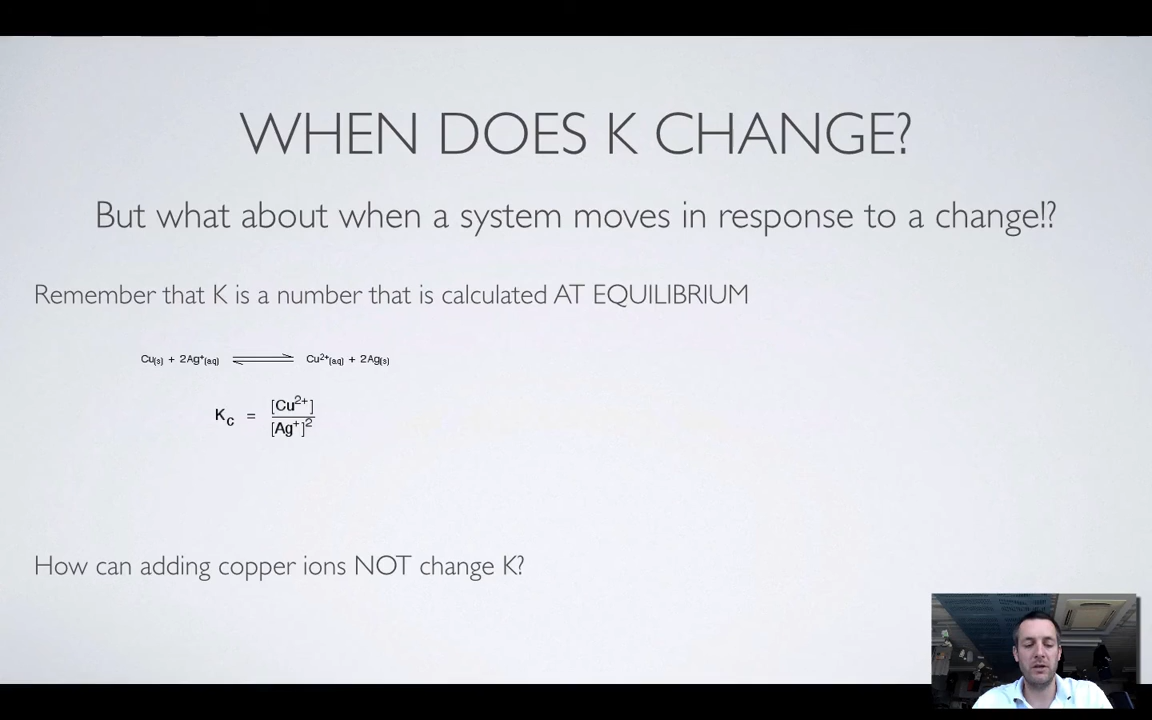 WHEN DOES K CHANGE?
But what about when a system moves in response to a change!?
Remember that K is a number that is calculated AT EQUILIBRIUM
Cu(s) + 2Ag⁺(aq) ⇌ Cu²⁺(aq) + 2Ag(s)
K_c = [Cu²⁺] / [Ag⁺]²
How can adding copper ions NOT change K?